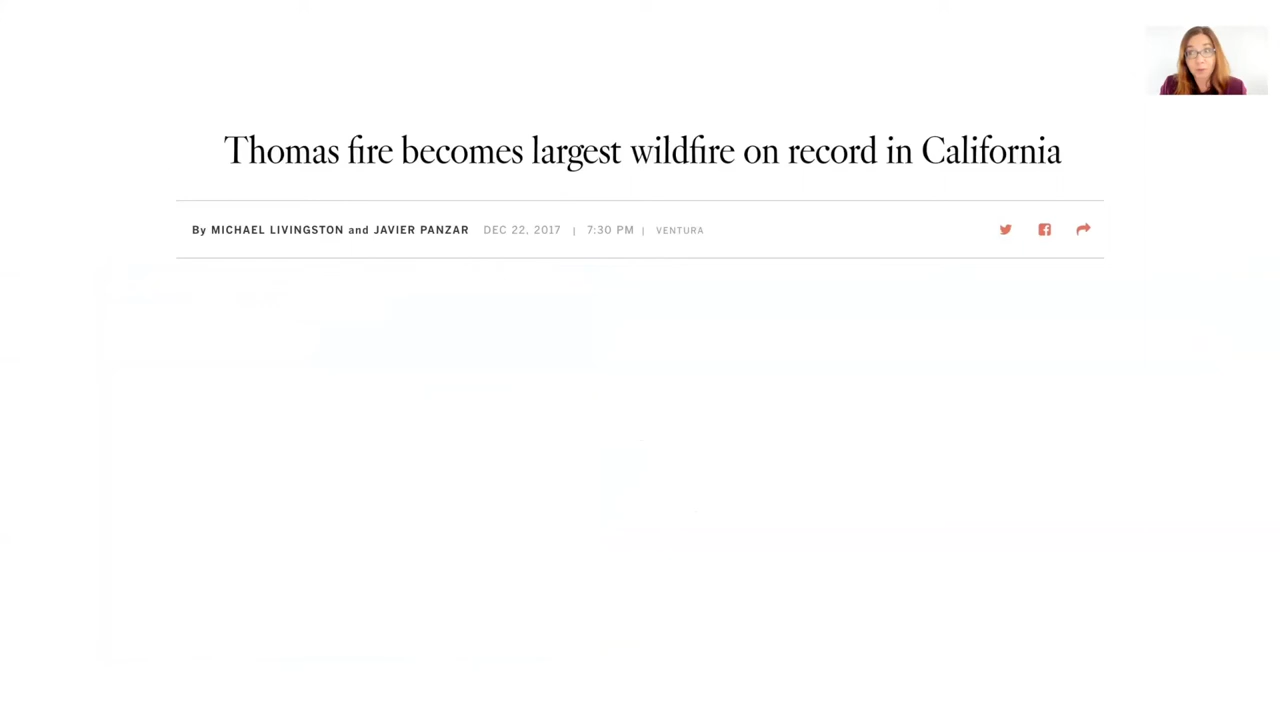 Thomas fire becomes largest wildfire on record in California
By MICHAEL LIVINGSTON and JAVIER PANZAR DEC 22, 2017 | 7:30 PM | VENTURA